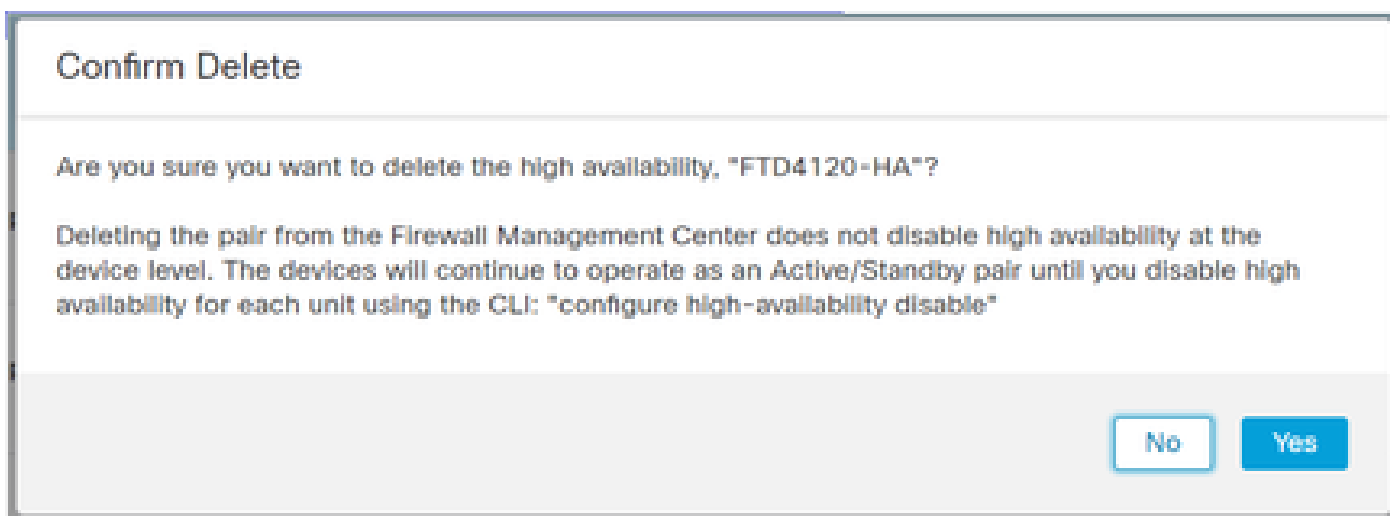 Confirm Delete
Are you sure you want to delete the high availability, "FTD4120-HA"?
Deleting the pair from the Firewall Management Center does not disable high availability at the
device level. The devices will continue to operate as an Active/Standby pair until you disable high
availability for each unit using the CLI: "configure high-availability disable"
No
Yes